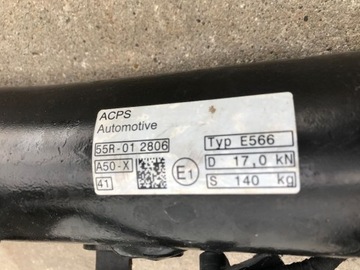 ACPS
Automotive
55R-01 2806
Typ E566
A50-X
D 17,0 kN
41
E1
S 140 kg